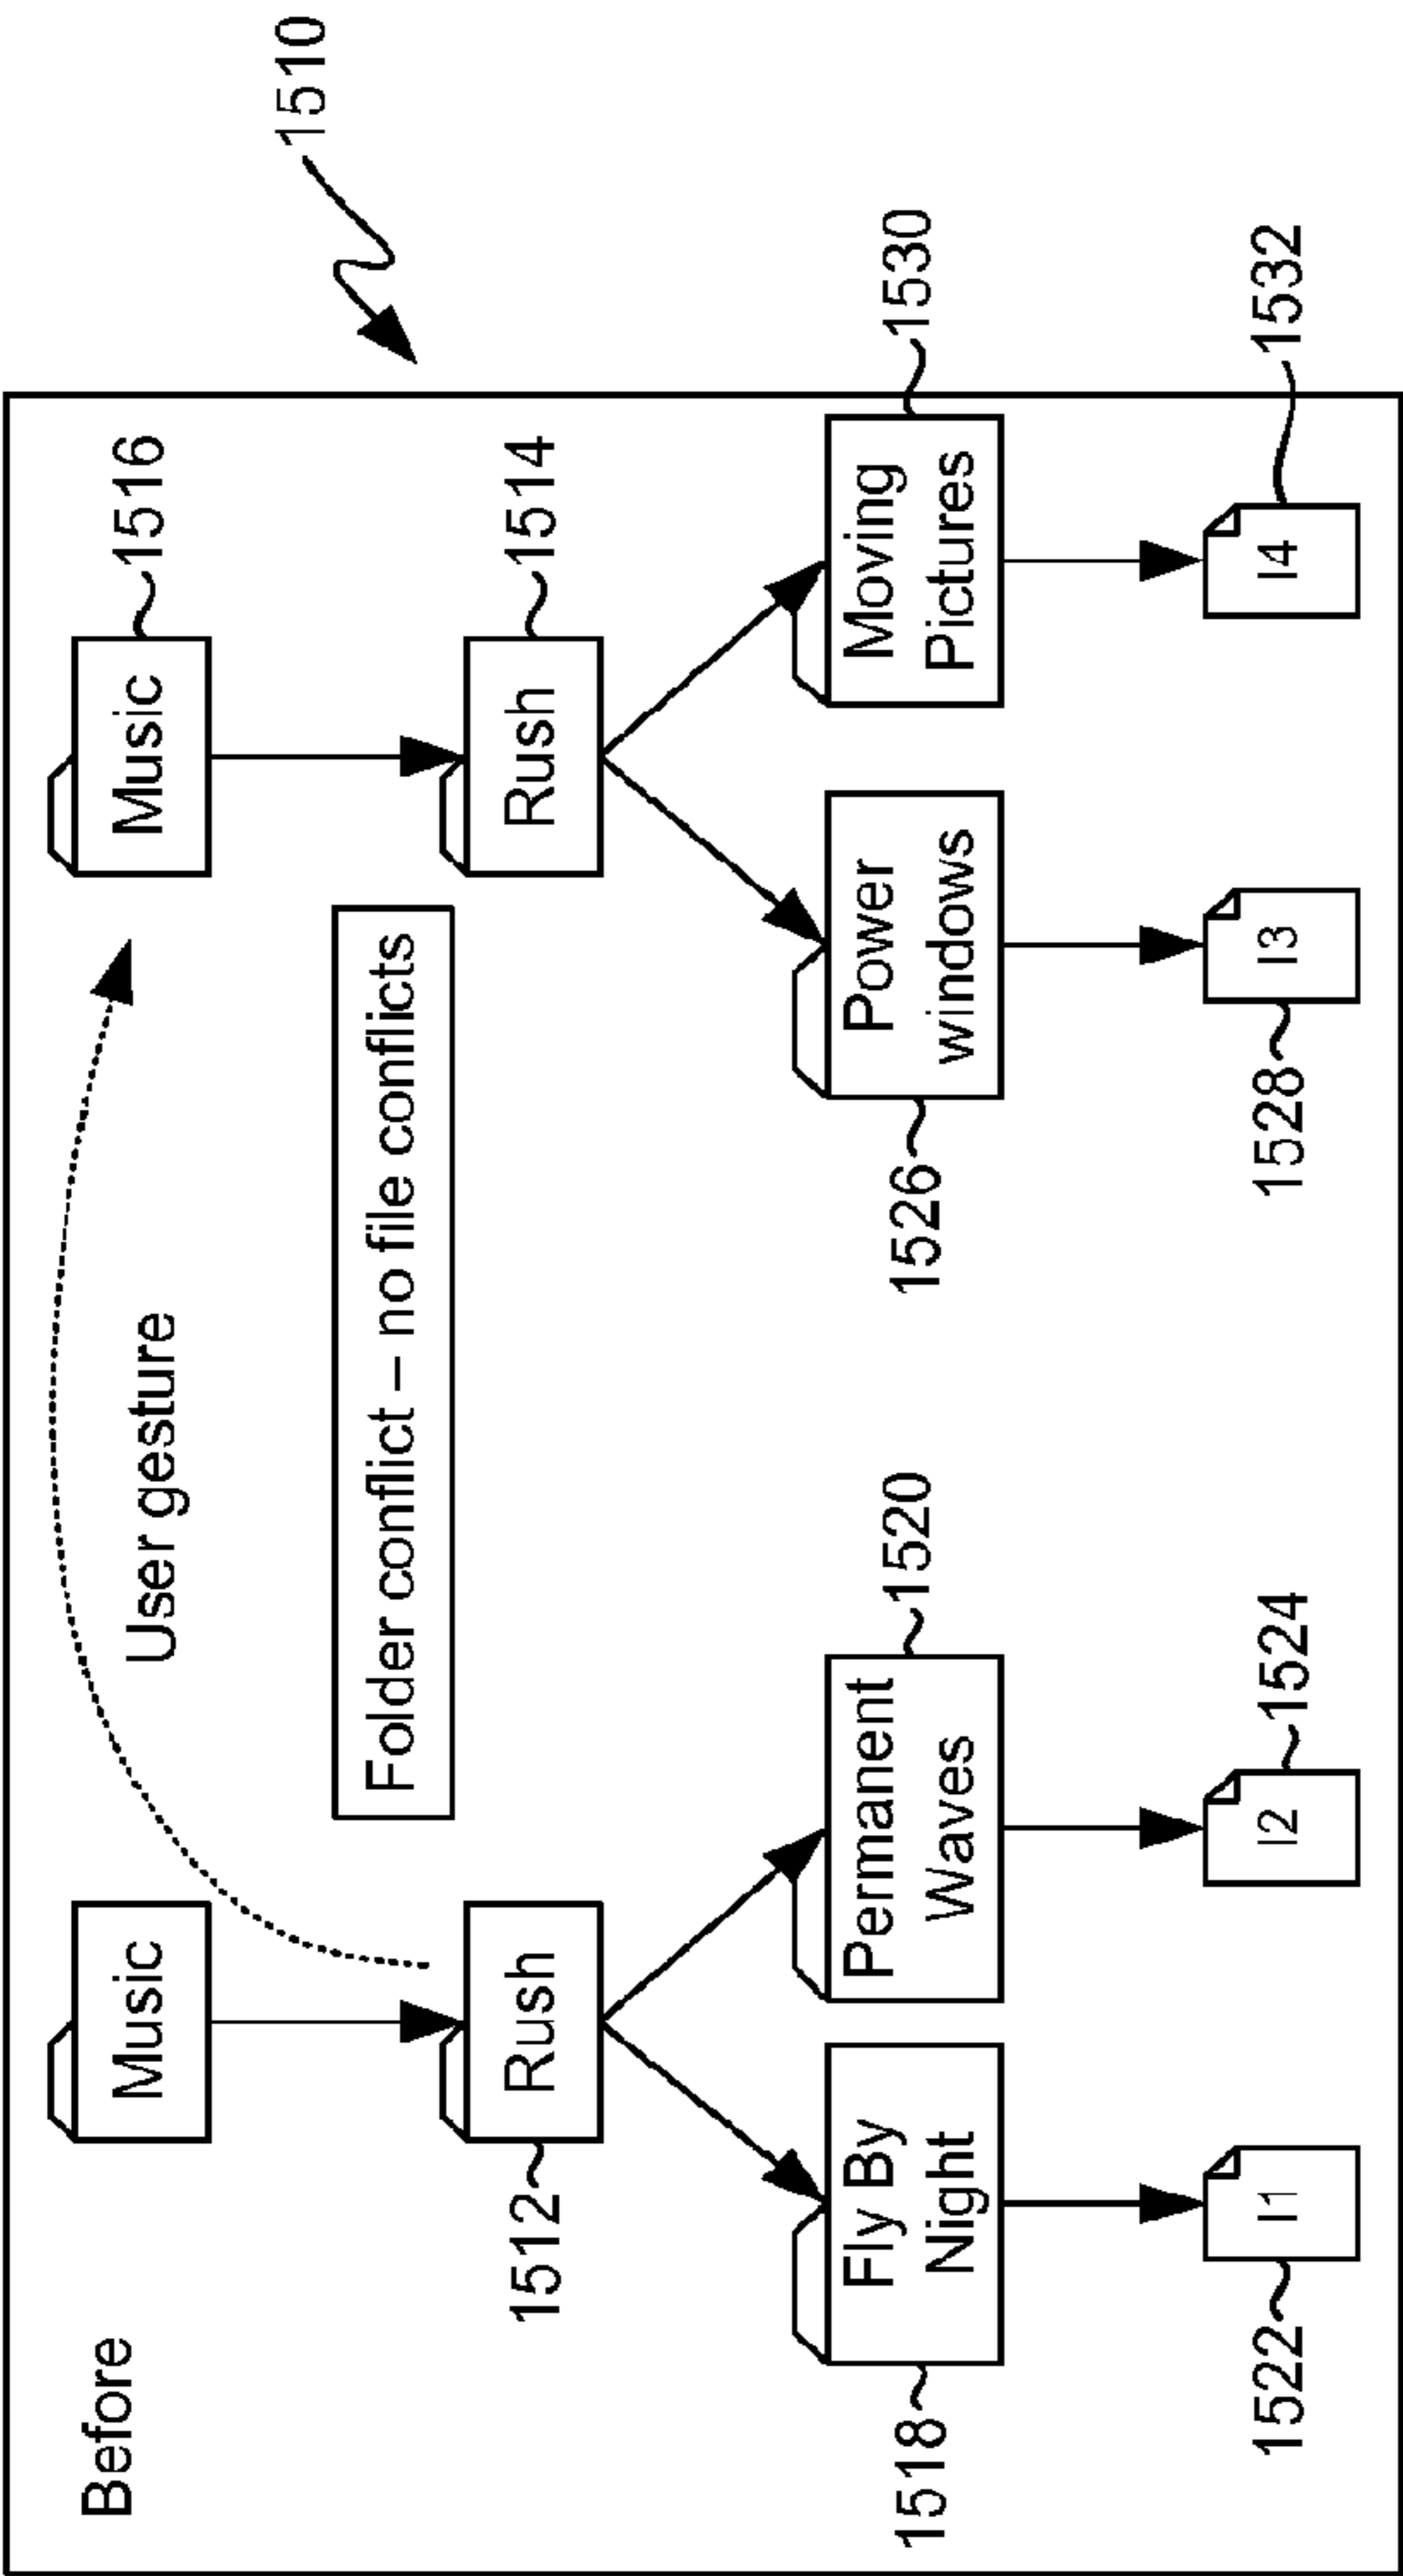 Before
User gesture
1510
Music
Music
1516
Folder conflict – no file conflicts
1512
Rush
Rush
1514
1518
Fly By
Night
Permanent
Waves
1520
1526
Power
windows
Moving
Pictures
1530
1522
I1
I2
1524
1528
I3
I4
1532